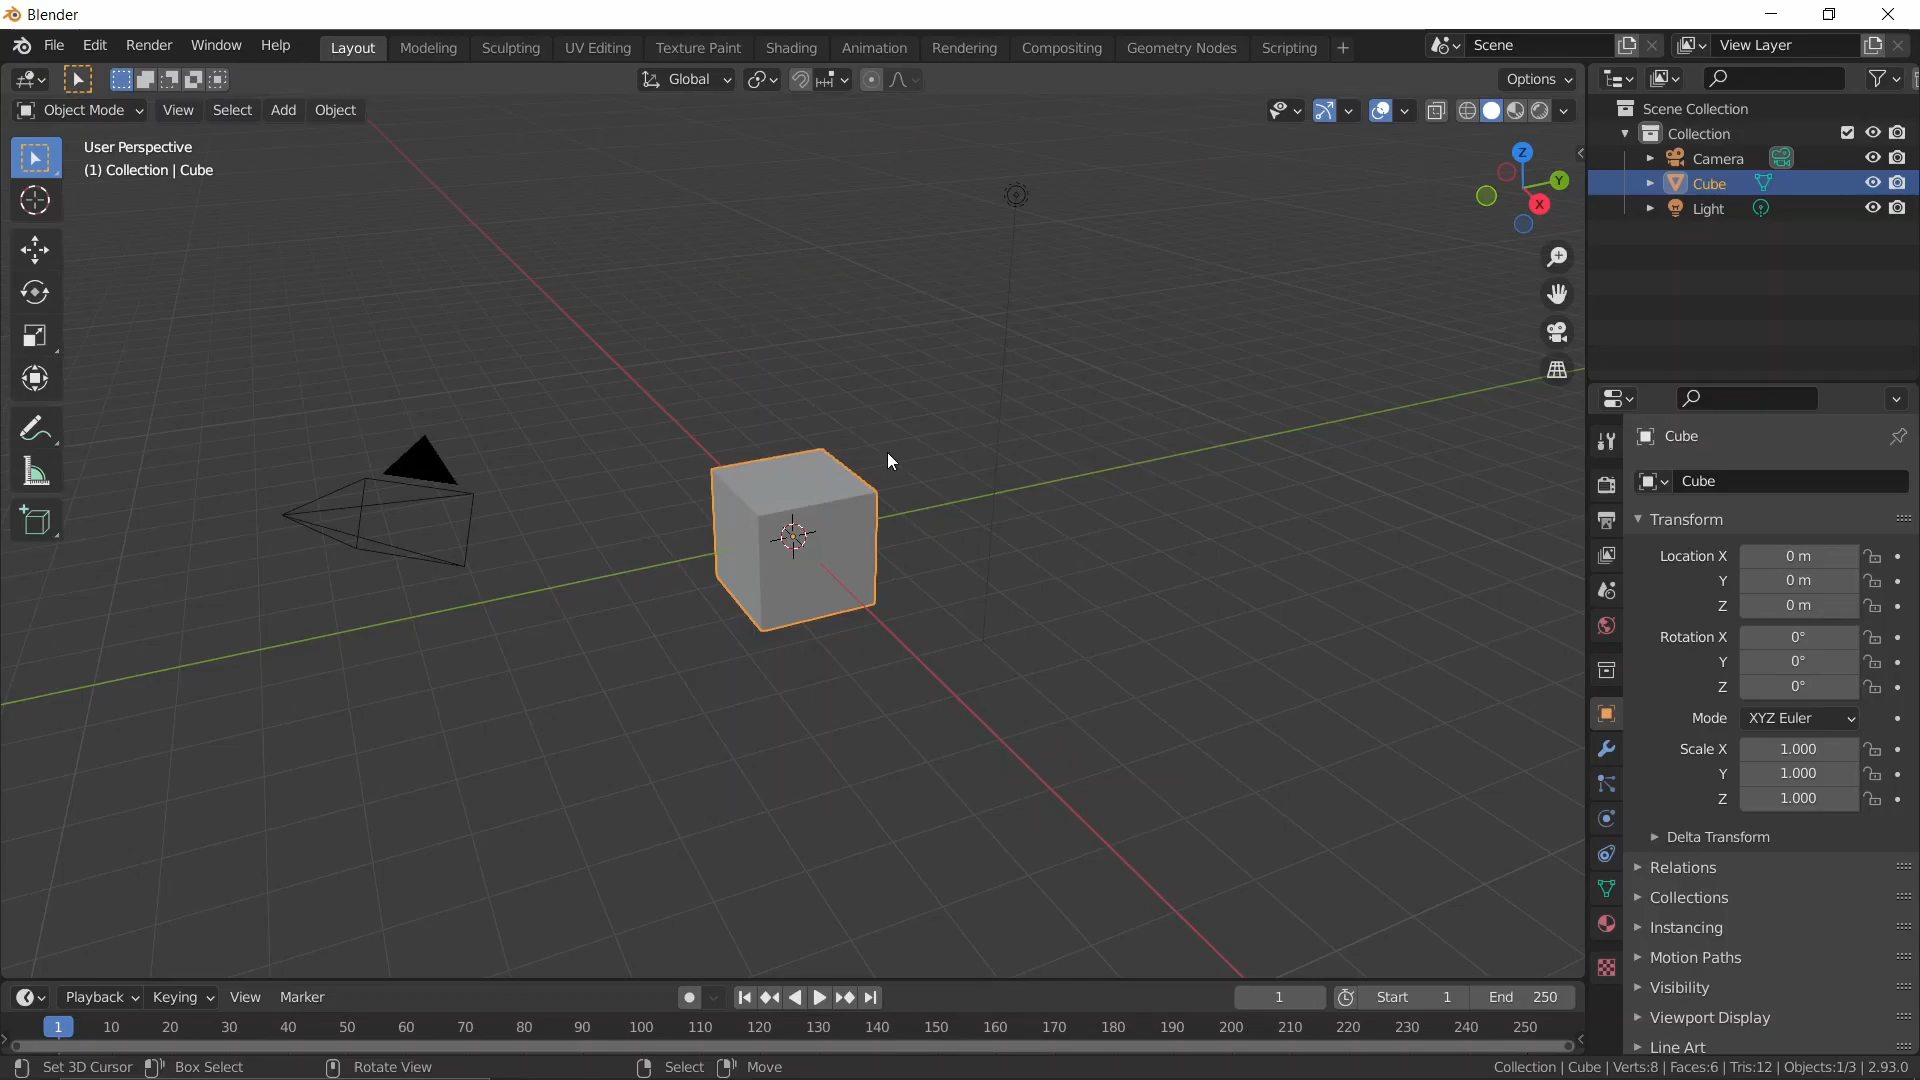 Blender
File Edit Render Window Help Layout Modeling Sculpting UV Editing Texture Paint Shading Animation Rendering Compositing Geometry Nodes Scripting + Scene View Layer
Global Options
Object Mode View Select Add Object
User Perspective
(1) Collection | Cube
Z
Y
X
Scene Collection
Collection
Camera
Cube
Light
Cube
Cube
Transform
Location X 0 m
Y 0 m
Z 0 m
Rotation X 0°
Y 0°
Z 0°
Mode XYZ Euler
Scale X 1.000
Y 1.000
Z 1.000
Delta Transform
Relations
Collections
Instancing
Motion Paths
Visibility
Viewport Display
Line Art
Playback Keying View Marker 1 Start 1 End 250
1 10 20 30 40 50 60 70 80 90 100 110 120 130 140 150 160 170 180 190 200 210 220 230 240 250
Set 3D Cursor Box Select Rotate View Select Move Collection | Cube | Verts:8 | Faces:6 | Tris:12 | Objects:1/3 | 2.93.0